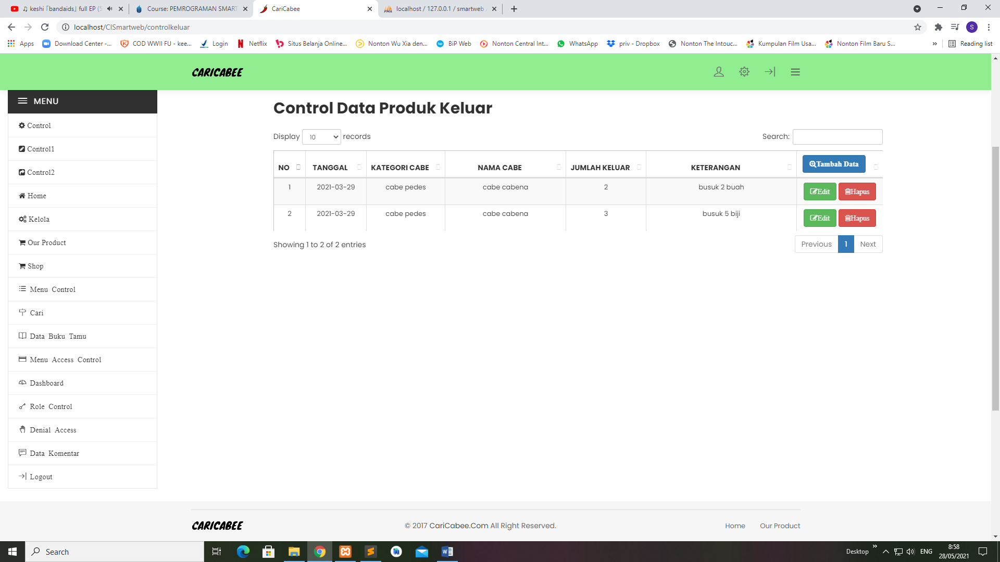 ♫ keshi「bandaids」full EP (5
Course: PEMROGRAMAN SMART
CariCabee
localhost / 127.0.0.1 / smartweb
localhost/CISmartweb/controlkeluar
S
Apps
Download Center -...
COD WWII FU - kee...
Login
Netflix
Situs Belanja Online...
Nonton Wu Xia den...
BiP Web
Nonton Central Int...
WhatsApp
priv - Dropbox
Nonton The Intouc...
Kumpulan Film Usa...
Nonton Film Baru S...
»
Reading list
CARICABEE
MENU
Control
Control1
Control2
Home
Kelola
Our Product
Shop
Menu Control
Cari
Data Buku Tamu
Menu Access Control
Dashboard
Role Control
Denial Access
Data Komentar
Logout
Control Data Produk Keluar
Display 10 records
Search:
NO TANGGAL KATEGORI CABE NAMA CABE JUMLAH KELUAR KETERANGAN Tambah Data
1 2021-03-29 cabe pedes cabe cabena 2 busuk 2 buah Edit Hapus
2 2021-03-29 cabe pedes cabe cabena 3 busuk 5 biji Edit Hapus
Showing 1 to 2 of 2 entries
Previous 1 Next
CARICABEE
© 2017 CariCabee.Com All Right Reserved.
Home Our Product
Search
Desktop » ENG
8:58
28/05/2021